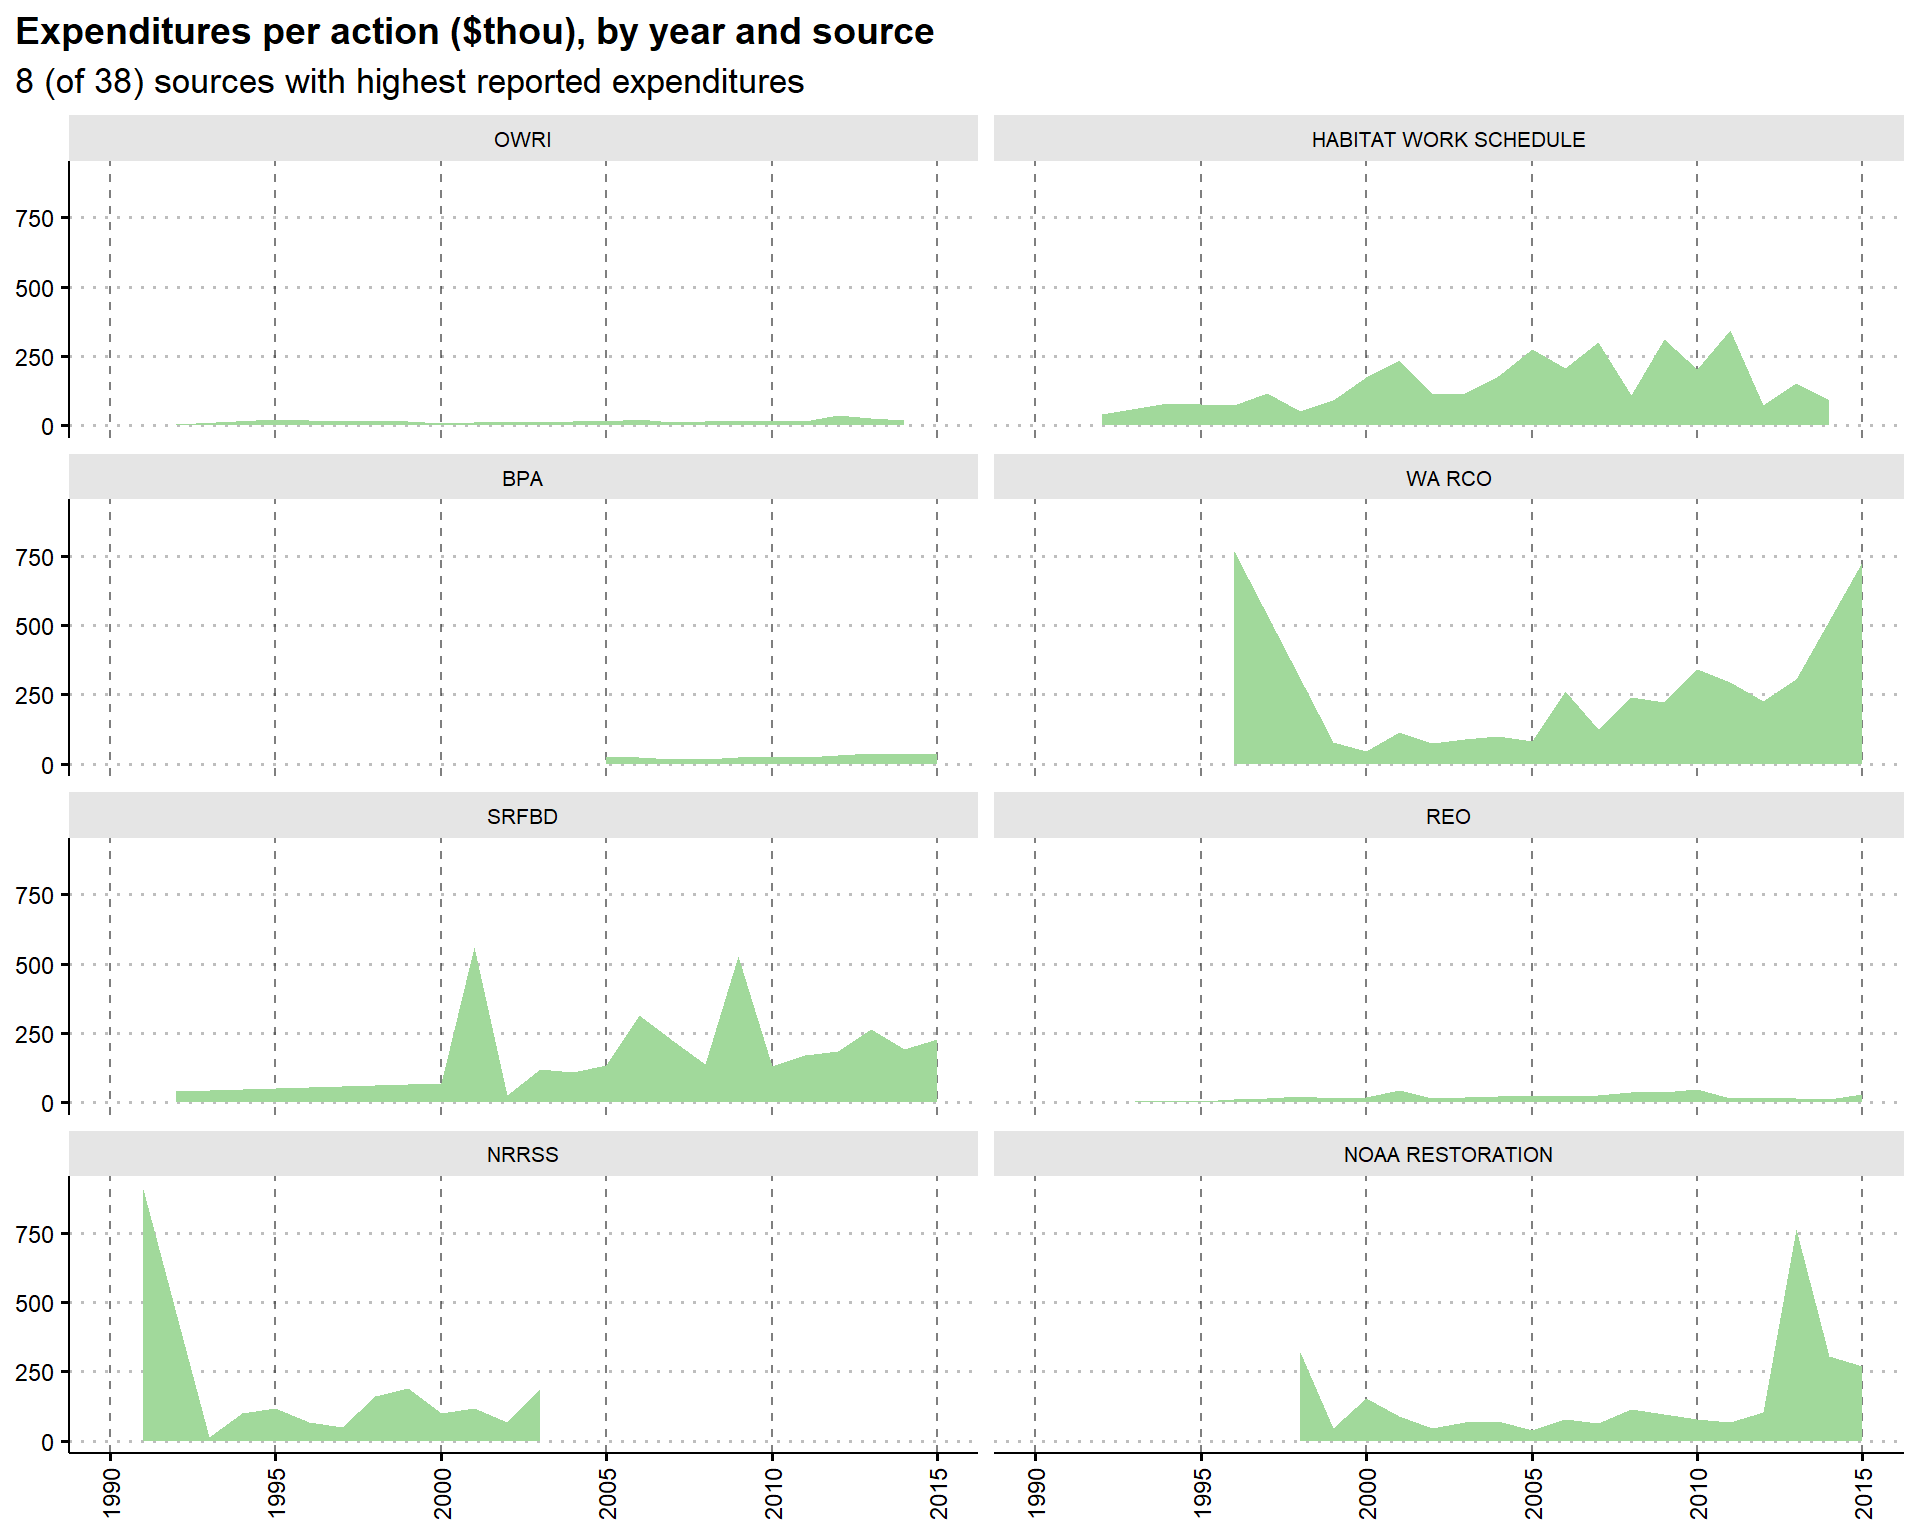 Expenditures per action ($thou), by year and source
8 (of 38) sources with highest reported expenditures
OWRI
HABITAT WORK SCHEDULE
750
500
250
0
BPA
WA RCO
750
500
250
0
SRFBD
REO
750
500
250
0
NRRSS
NOAA RESTORATION
750
500
250
0
1990 1995 2000 2005 2010 2015
1990 1995 2000 2005 2010 2015